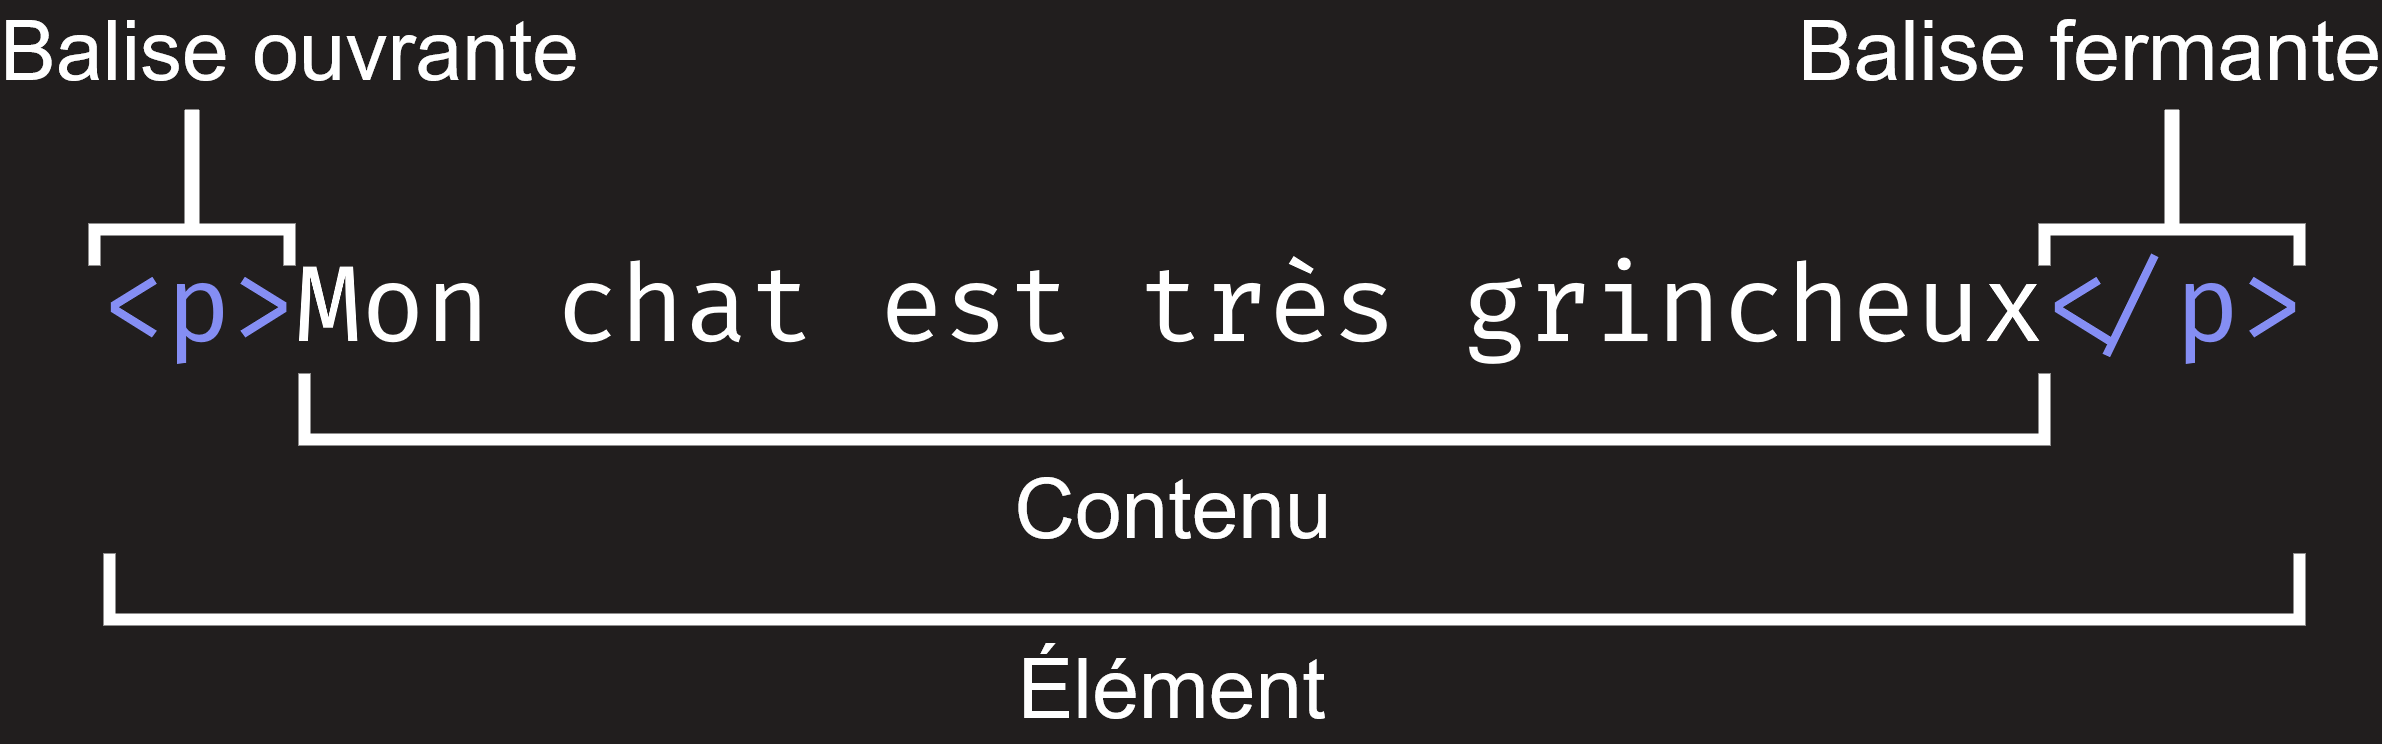 Balise ouvrante Balise fermante
<p>Mon chat est très grincheux</p>
Contenu
Élément